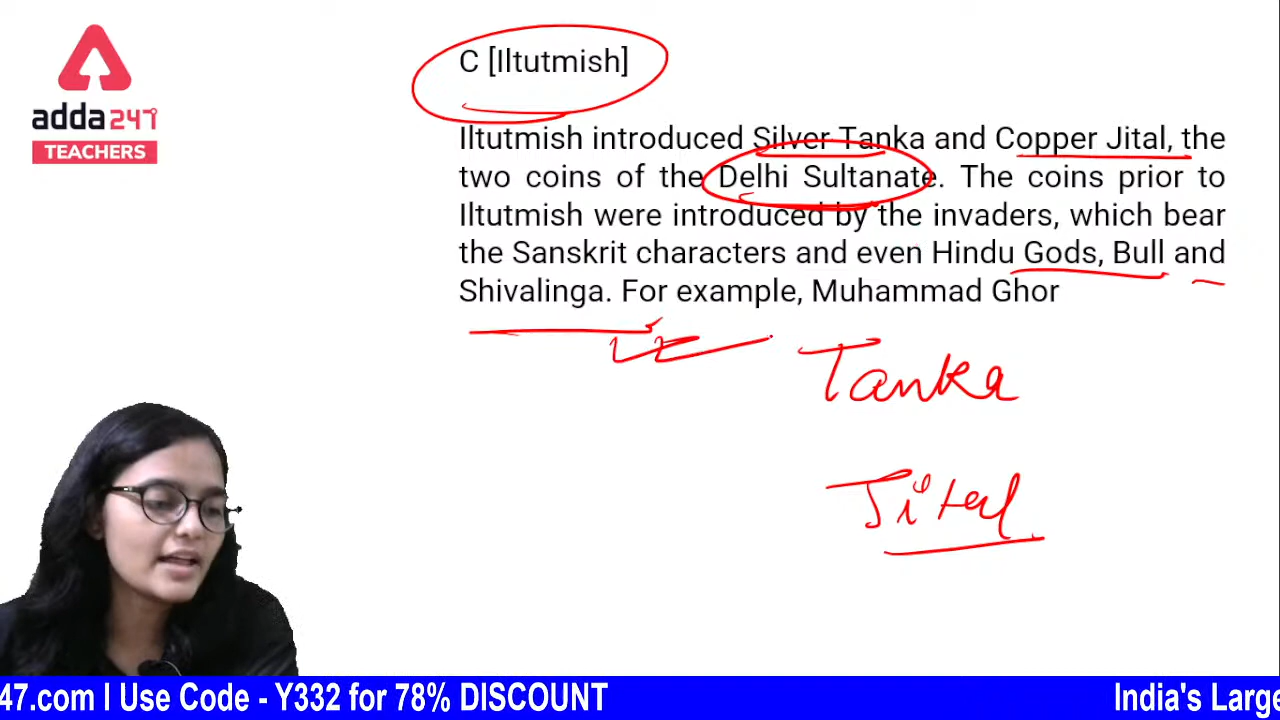 adda247
TEACHERS
C [Iltutmish]
Iltutmish introduced Silver Tanka and Copper Jital, the
two coins of the Delhi Sultanate. The coins prior to
Iltutmish were introduced by the invaders, which bear
the Sanskrit characters and even Hindu Gods, Bull and
Shivalinga. For example, Muhammad Ghor
Tanka
Jital
47.com I Use Code - Y332 for 78% DISCOUNT
India's Large